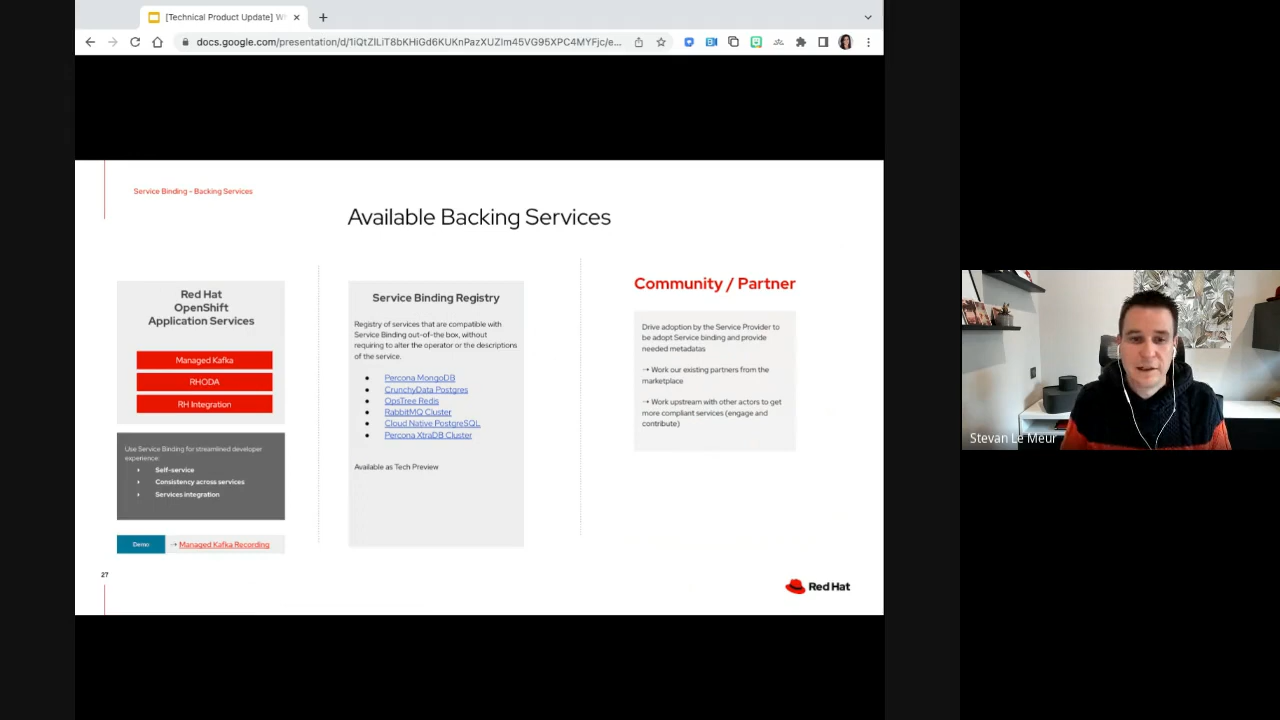 [Technical Product Update] W
docs.google.com/presentation/d/1iQtZILiT8bKHiGd6KUKnPazXUZIm45VG95XPC4MYFjc/e...
Service Binding - Backing Services
Available Backing Services
Red Hat
OpenShift
Application Services
Managed Kafka
RHODA
RH Integration
Use Service Binding for streamlined developer
experience:
Self-service
Consistency across services
Services integration
Demo
→ Managed Kafka Recording
Service Binding Registry
Registry of services that are compatible with
Service Binding out-of-the box, without
requiring to alter the operator or the descriptions
of the service.
● Percona MongoDB
● CrunchyData Postgres
● OpsTree Redis
● RabbitMQ Cluster
● Cloud Native PostgreSQL
● Percona XtraDB Cluster
Available as Tech Preview
Community / Partner
Drive adoption by the Service Provider to
be adopt Service binding and provide
needed metadatas
→ Work our existing partners from the
marketplace
→ Work upstream with other actors to get
more compliant services (engage and
contribute)
27
Red Hat
Stevan Le Meur